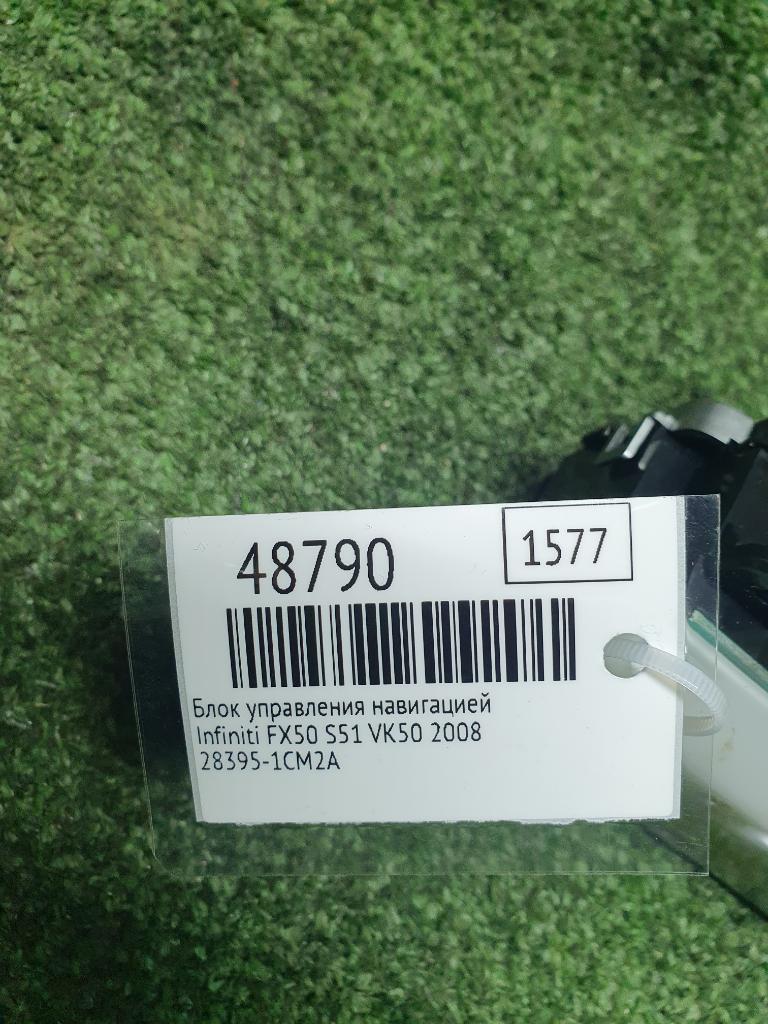 48790
1577
Блок управления навигацией
Infiniti FX50 S51 VK50 2008
28395-1CM2A